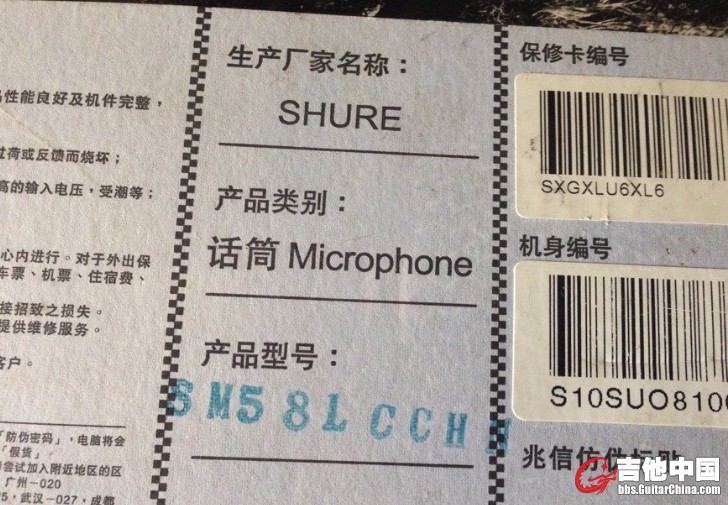 性能良好及机件完整，
荷或反馈而烧坏；
高的输入电压，受潮等；
心内进行。对于外出保
车票、机票、住宿费、
接招致之损失。
提供维修服务。
客户。
「防伪密码」，电脑将会
「假货」
尝试加入附近地区的区
广州-020
25，武汉-027，成都
生产厂家名称：
SHURE
产品类别：
话筒 Microphone
产品型号：
SM58LCCHN
保修卡编号
SXGXLU6XL6
机身编号
S10SUO810
兆信仿伪标贴
吉他中国
bbs.GuitarChina.com